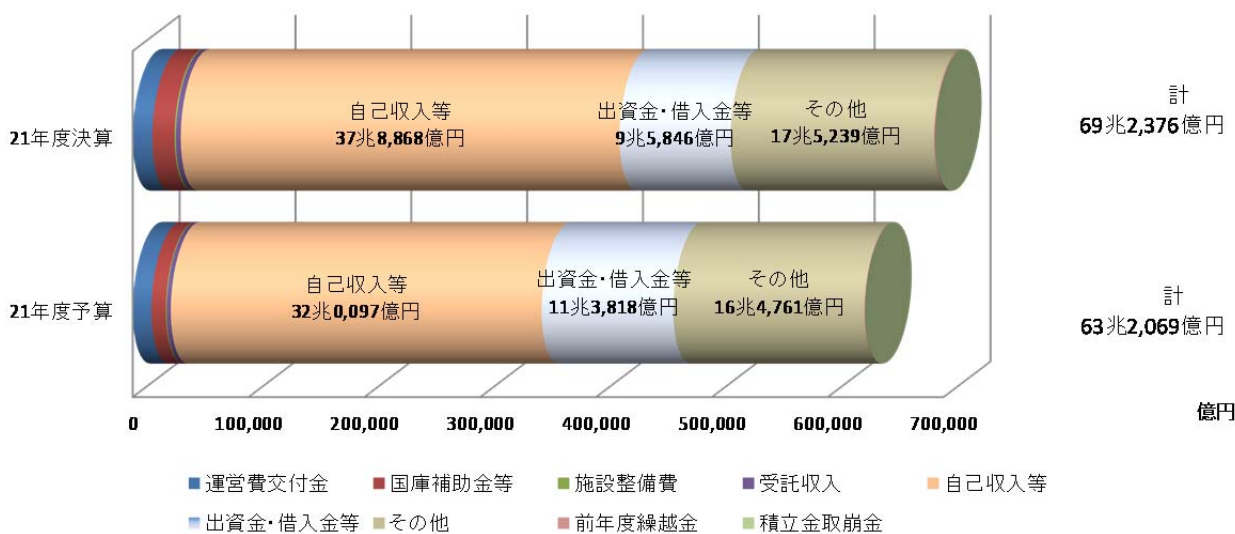 21年度決算
自己収入等
37兆8,868億円
出資金・借入金等
9兆5,846億円
その他
17兆5,239億円
計
69兆2,376億円
21年度予算
自己収入等
32兆0,097億円
出資金・借入金等
11兆3,818億円
その他
16兆4,761億円
計
63兆2,069億円
0 100,000 200,000 300,000 400,000 500,000 600,000 700,000
億円
運営費交付金 国庫補助金等 施設整備費 受託収入 自己収入等
出資金・借入金等 その他 前年度繰越金 積立金取崩金